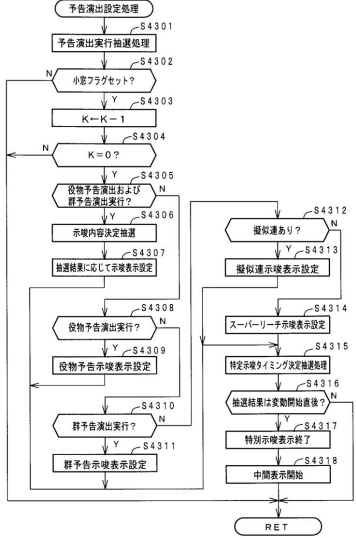 予告演出設定処理
S4301
予告演出実行抽選処理
S4302
小窓フラグセット?
N
Y
S4303
K←K-1
S4304
K=0?
N
Y
S4305
役物予告演出および
群予告演出実行?
N
Y
S4306
示唆内容決定抽選
S4307
抽選結果に応じて示唆表示設定
S4308
役物予告演出実行?
N
Y
S4309
役物予告示唆表示設定
S4310
群予告演出実行?
N
Y
S4311
群予告示唆表示設定
S4312
擬似連あり?
N
Y
S4313
擬似連示唆表示設定
S4314
スーパーリーチ示唆表示設定
S4315
特定示唆タイミング決定抽選処理
S4316
抽選結果は変動開始直後?
N
Y
S4317
特別示唆表示終了
S4318
中間表示開始
RET